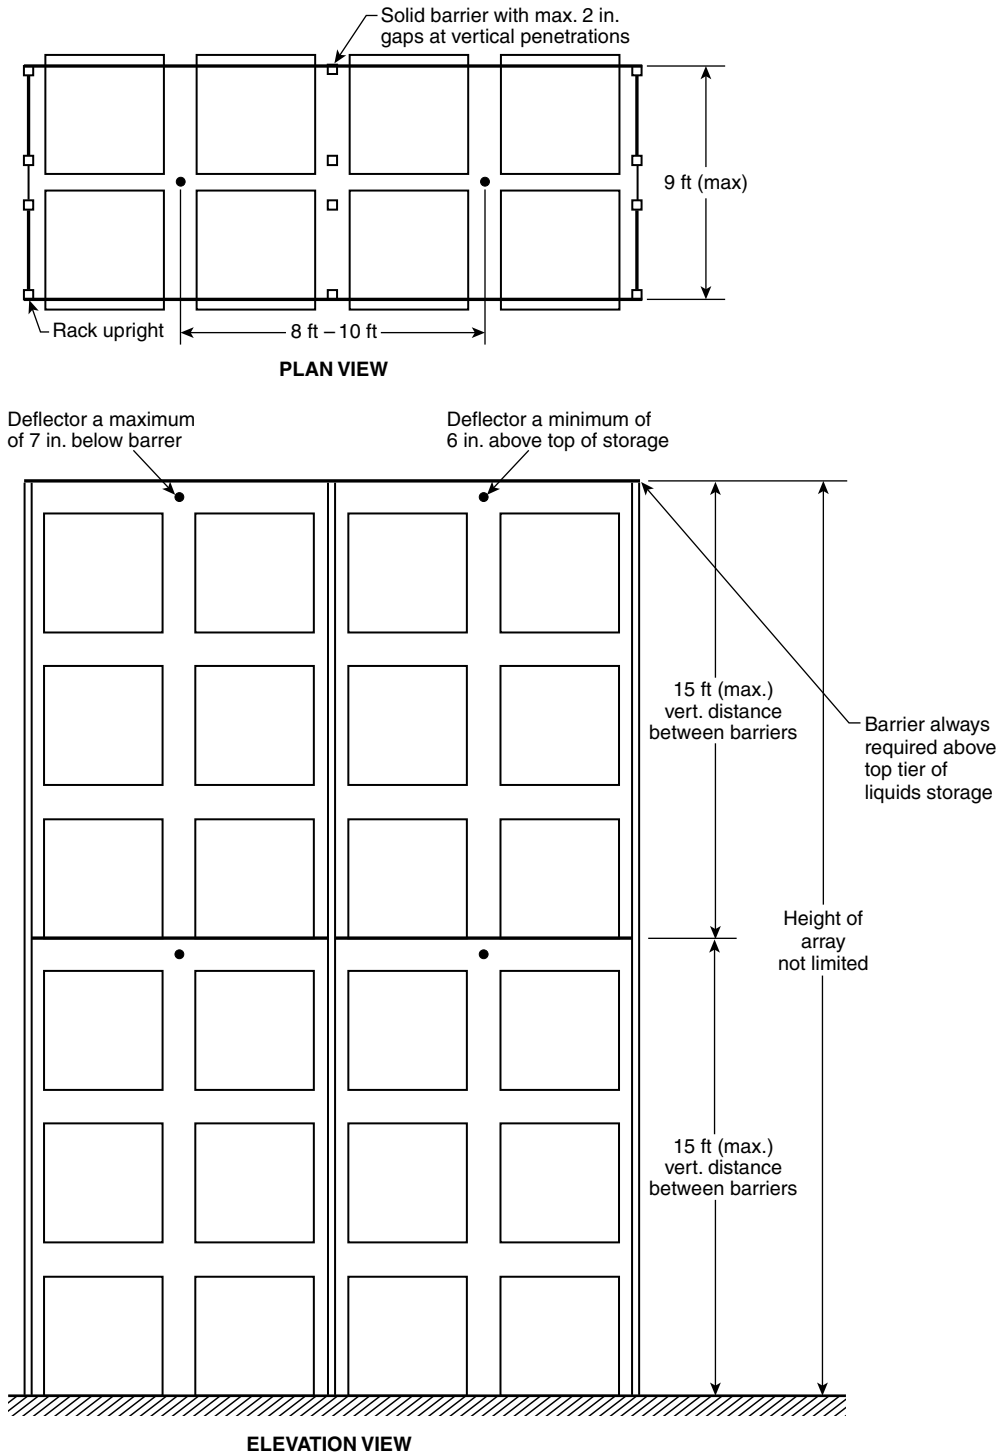 Solid barrier with max. 2 in.
gaps at vertical penetrations
9 ft (max)
Rack upright
8 ft – 10 ft
PLAN VIEW
Deflector a maximum
of 7 in. below barrer
Deflector a minimum of
6 in. above top of storage
15 ft (max.)
vert. distance
between barriers
Barrier always
required above
top tier of
liquids storage
Height of
array
not limited
15 ft (max.)
vert. distance
between barriers
ELEVATION VIEW